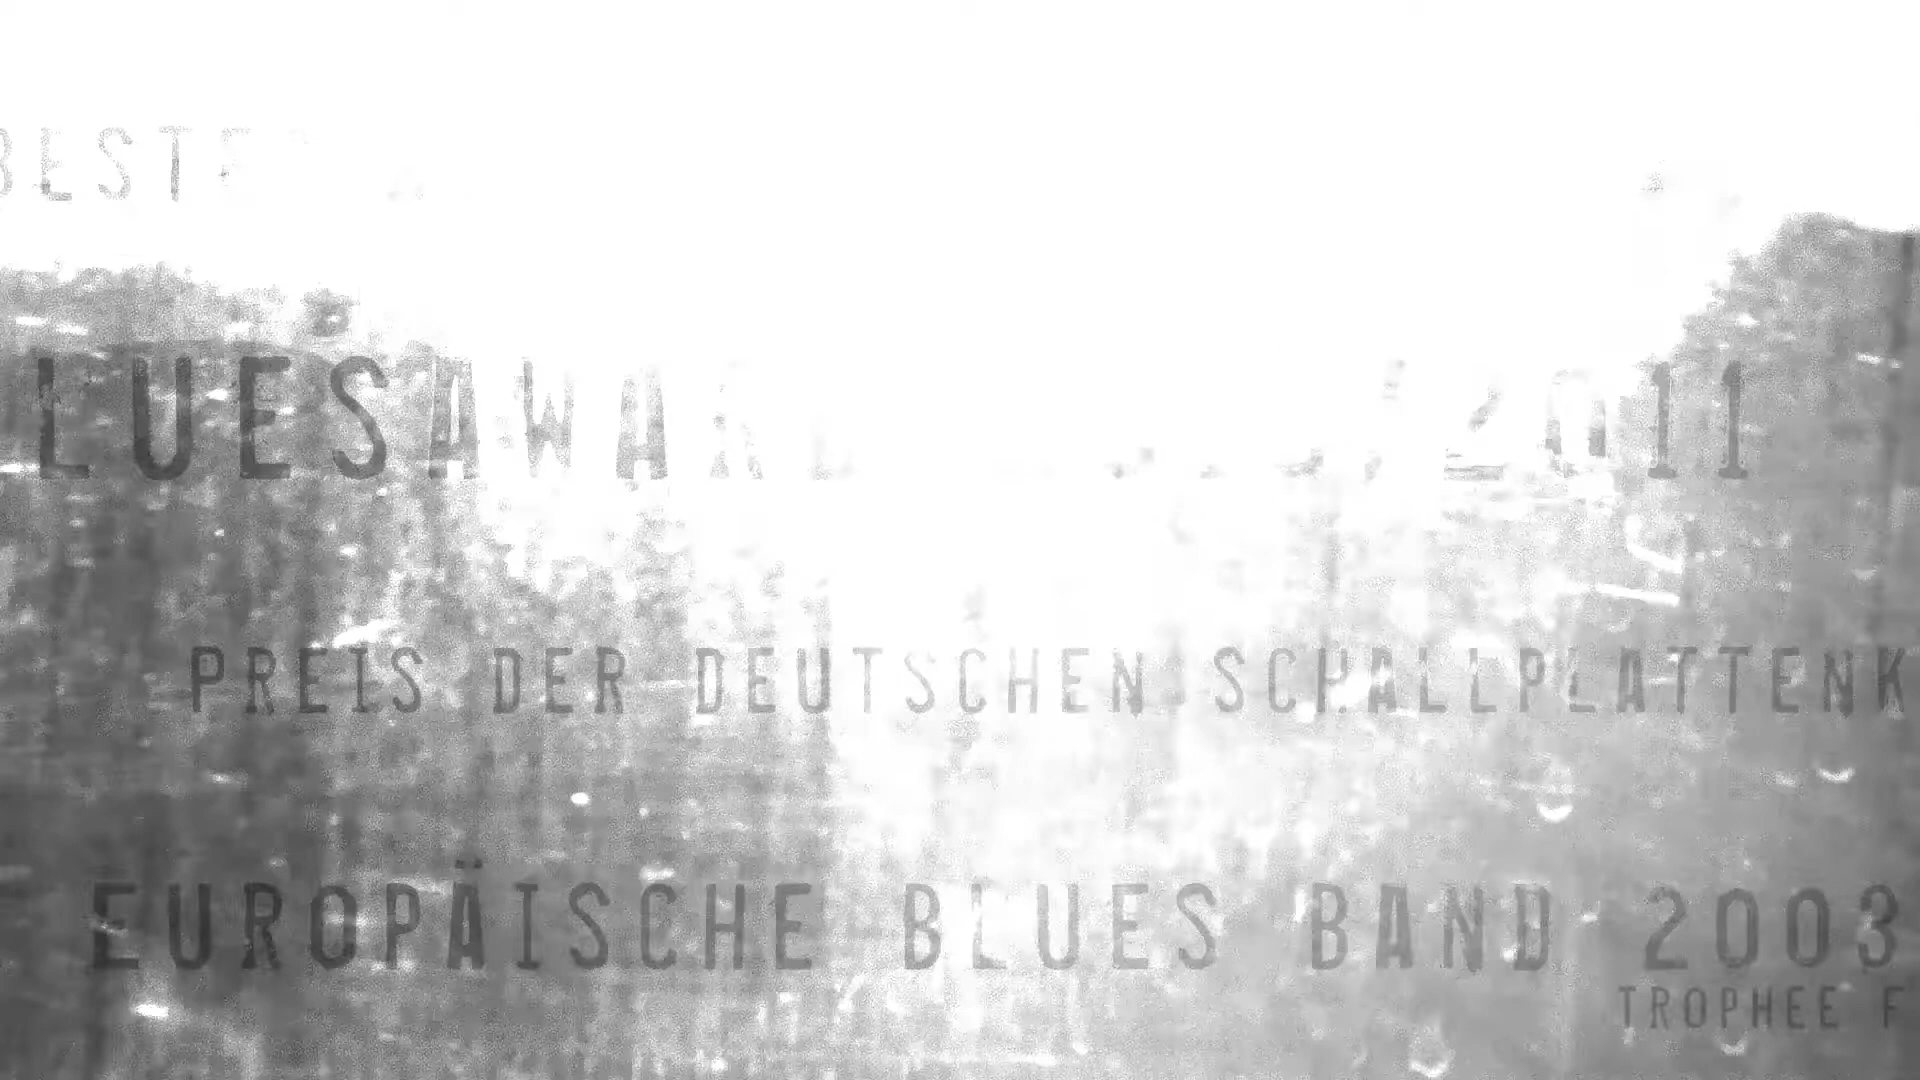 BESTE
LUESAWAR / 2011
PREIS DER DEUTSCHEN SCHALLPLATTENK
EUROPÄISCHE BLUES BAND 2003
TROPHEE F